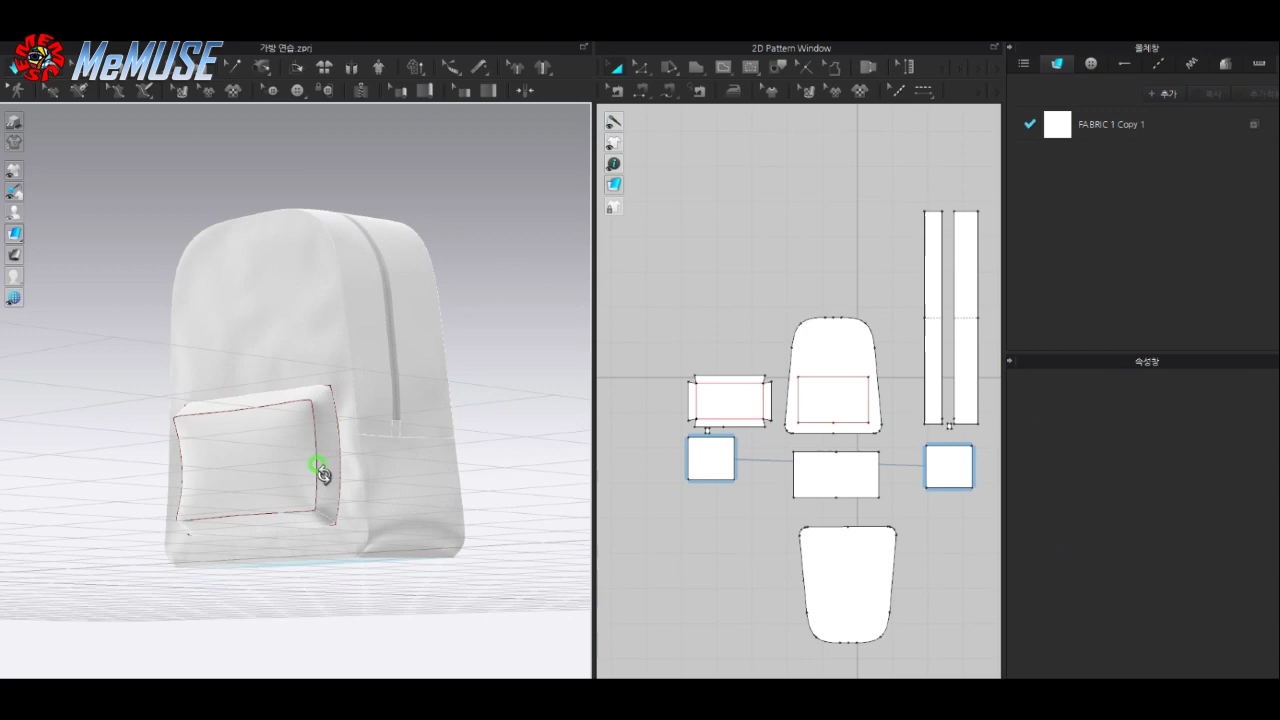 MeMUSE
가방 연습.zprj
2D Pattern Window
물체창
+ 추가
FABRIC 1 Copy 1
속성창